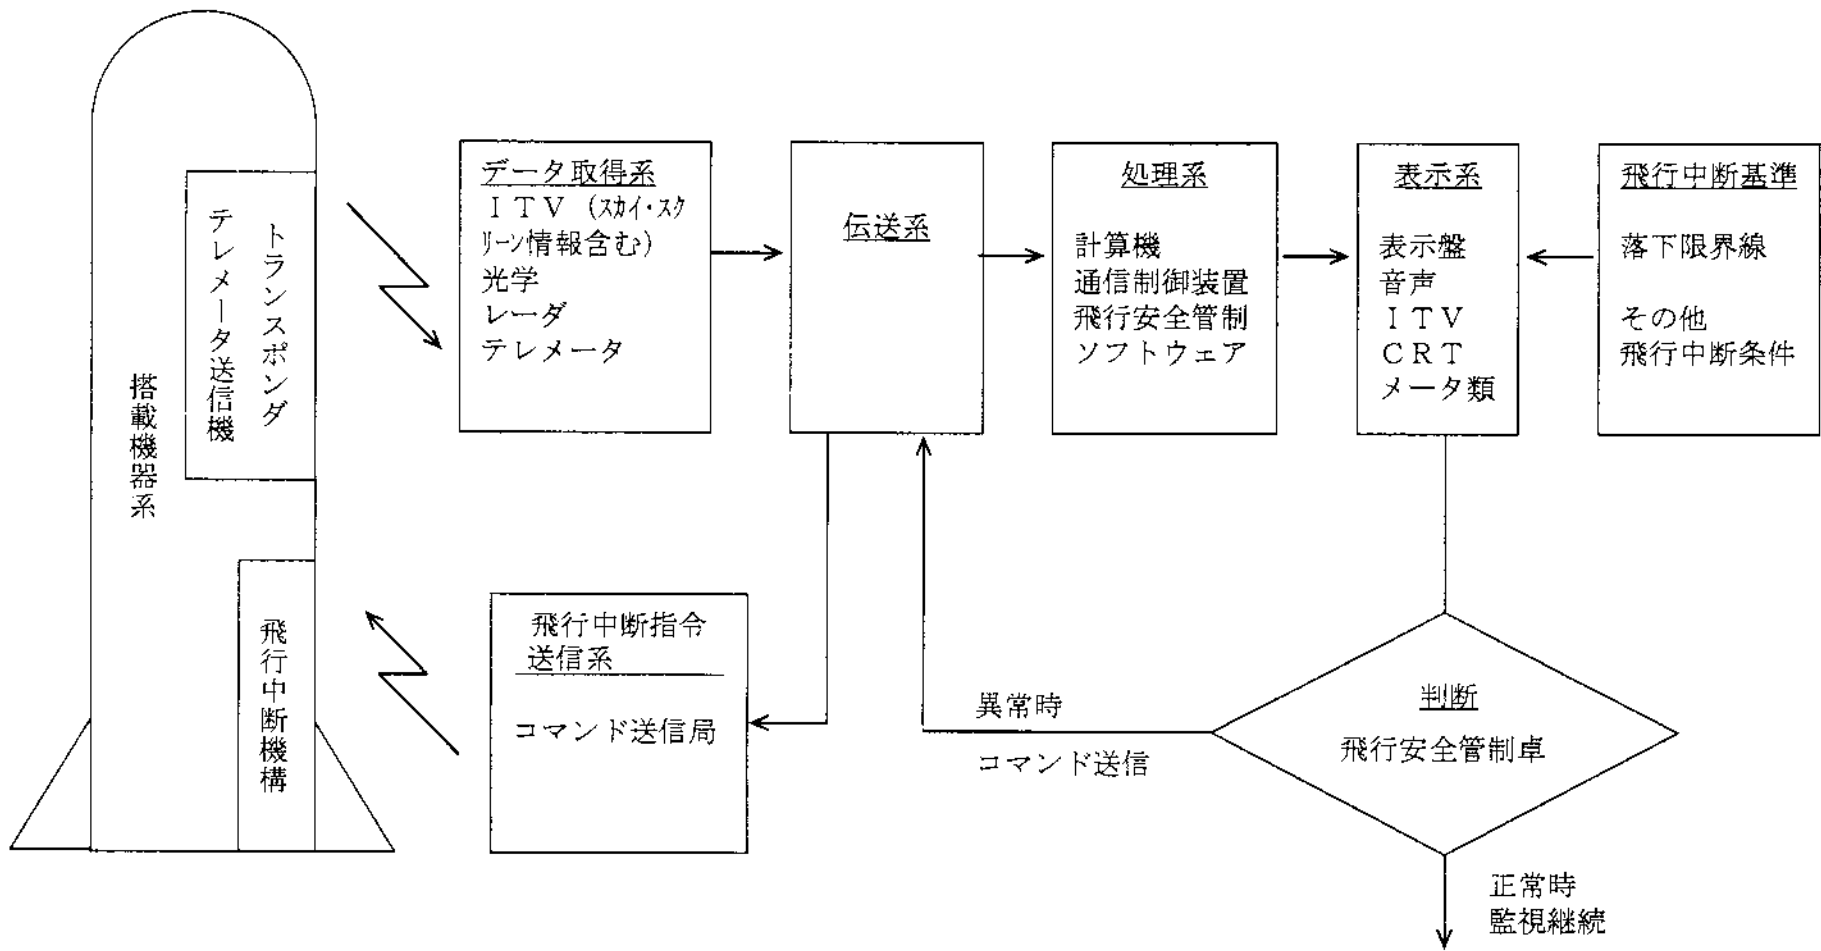 搭載機器系
トランスポンダ
テレメータ送信機
飛行中断機構
データ取得系
ITV (スカイ・スク
リーン情報含む)
光学
レーダ
テレメータ
伝送系
処理系
計算機
通信制御装置
飛行安全管制
ソフトウェア
表示系
表示盤
音声
ITV
CRT
メータ類
飛行中断基準
落下限界線
その他
飛行中断条件
飛行中断指令
送信系
コマンド送信局
異常時
コマンド送信
判断
飛行安全管制卓
正常時
監視継続